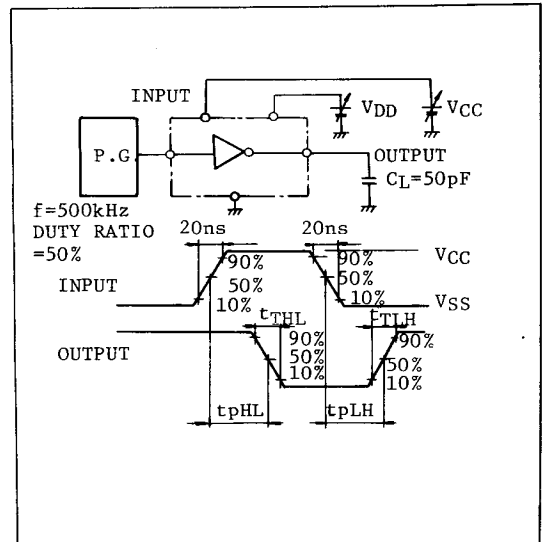 INPUT
VDD
VCC
P.G
OUTPUT
CL=50pF
f=500kHz
DUTY RATIO
=50%
20ns
20ns
INPUT
90%
50%
10%
90%
50%
10%
VCC
VSS
tTHL
tTLH
OUTPUT
90%
50%
10%
90%
50%
10%
tpHL
tpLH